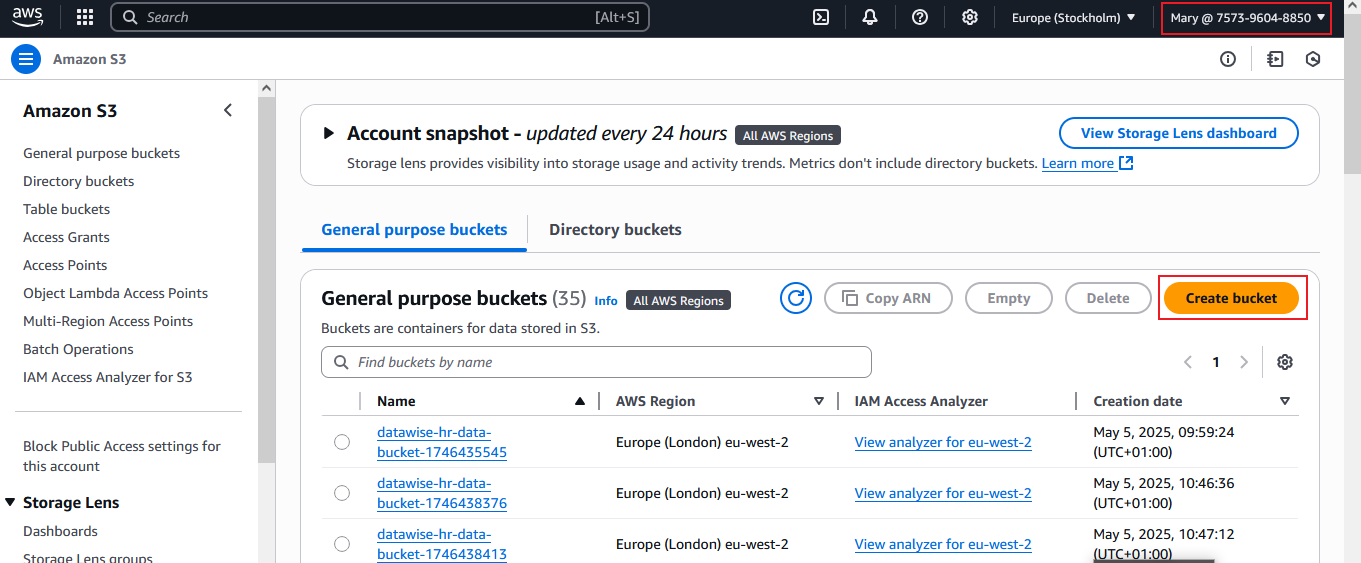 aws
Search
[Alt+S]
Europe (Stockholm)
Mary @ 7573-9604-8850
Amazon S3
Amazon S3
General purpose buckets
Directory buckets
Table buckets
Access Grants
Access Points
Object Lambda Access Points
Multi-Region Access Points
Batch Operations
IAM Access Analyzer for S3
Block Public Access settings for
this account
Storage Lens
Dashboards
Storage Lens groups
Account snapshot - updated every 24 hours All AWS Regions
View Storage Lens dashboard
Storage lens provides visibility into storage usage and activity trends. Metrics don't include directory buckets. Learn more
General purpose buckets
Directory buckets
General purpose buckets (35) Info All AWS Regions
Copy ARN
Empty
Delete
Create bucket
Buckets are containers for data stored in S3.
Find buckets by name
1
Name
AWS Region
IAM Access Analyzer
Creation date
datawise-hr-data-
bucket-1746435545
Europe (London) eu-west-2
View analyzer for eu-west-2
May 5, 2025, 09:59:24
(UTC+01:00)
datawise-hr-data-
bucket-1746438376
Europe (London) eu-west-2
View analyzer for eu-west-2
May 5, 2025, 10:46:36
(UTC+01:00)
datawise-hr-data-
bucket-1746438413
Europe (London) eu-west-2
View analyzer for eu-west-2
May 5, 2025, 10:47:12
(UTC+01:00)